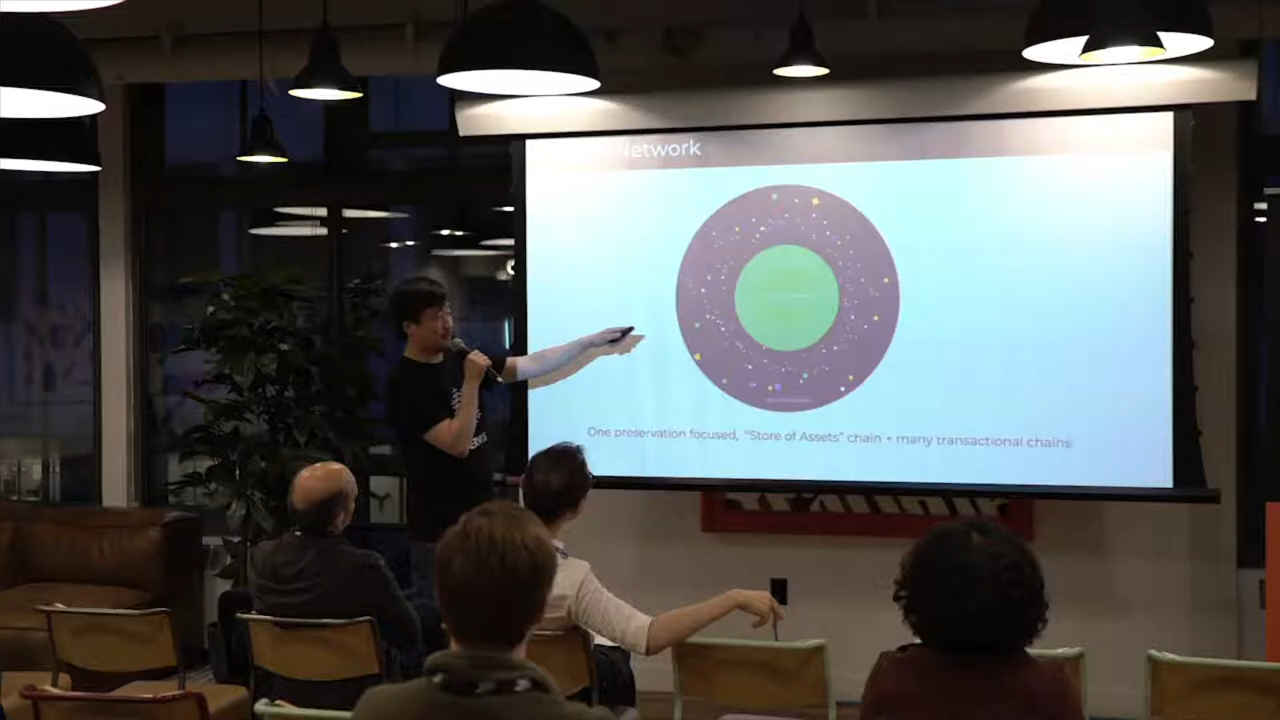 Network
One preservation focused, "Store of Assets" chain + many transactional chains